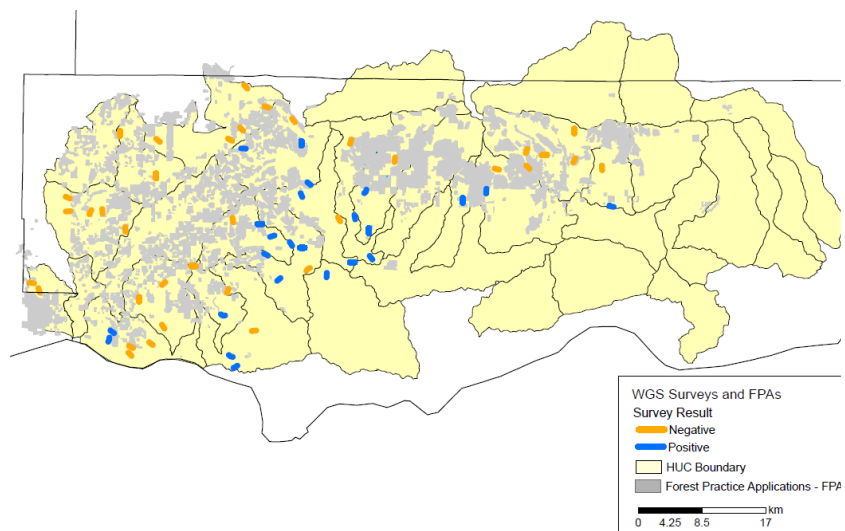 WGS Surveys and FPAs
Survey Result
Negative
Positive
HUC Boundary
Forest Practice Applications - FPA
km
0 4.25 8.5 17